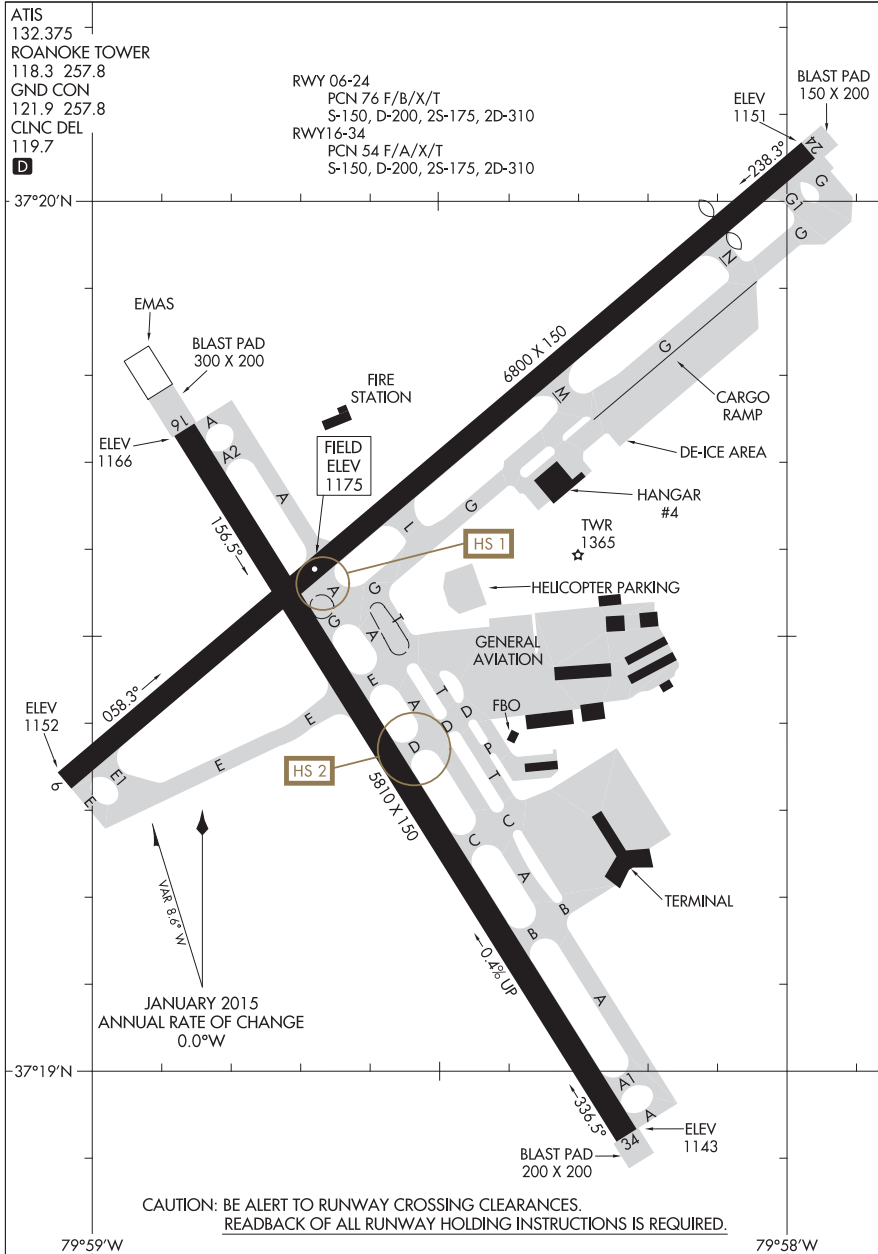 ATIS
132.375
ROANOKE TOWER
118.3 257.8
GND CON
121.9 257.8
CLNC DEL
119.7
D
RWY 06-24
PCN 76 F/B/X/T
S-150, D-200, 2S-175, 2D-310
RWY16-34
PCN 54 F/A/X/T
S-150, D-200, 2S-175, 2D-310
BLAST PAD
150 X 200
ELEV
1151
24
238.3°
G
G1
G
37°20'N
N
EMAS
BLAST PAD
300 X 200
6800 X 150
G
FIRE
STATION
M
CARGO
RAMP
16
A
ELEV
1166
A2
FIELD
ELEV
1175
DE-ICE AREA
A
G
HANGAR
#4
156.5°
L
TWR
1365
HS 1
A
G
HELICOPTER PARKING
G
T
A
GENERAL
AVIATION
058.3°
E
T
E
A
D
FBO
ELEV
1152
E
D
D
P
E
HS 2
T
6
E
E1
5810 X 150
C
C
VAR 8.6° W
A
TERMINAL
B
B
0.4% UP
JANUARY 2015
ANNUAL RATE OF CHANGE
0.0°W
A
37°19'N
A1
336.5°
A
34
ELEV
1143
BLAST PAD
200 X 200
CAUTION: BE ALERT TO RUNWAY CROSSING CLEARANCES.
READBACK OF ALL RUNWAY HOLDING INSTRUCTIONS IS REQUIRED.
79°59'W
79°58'W